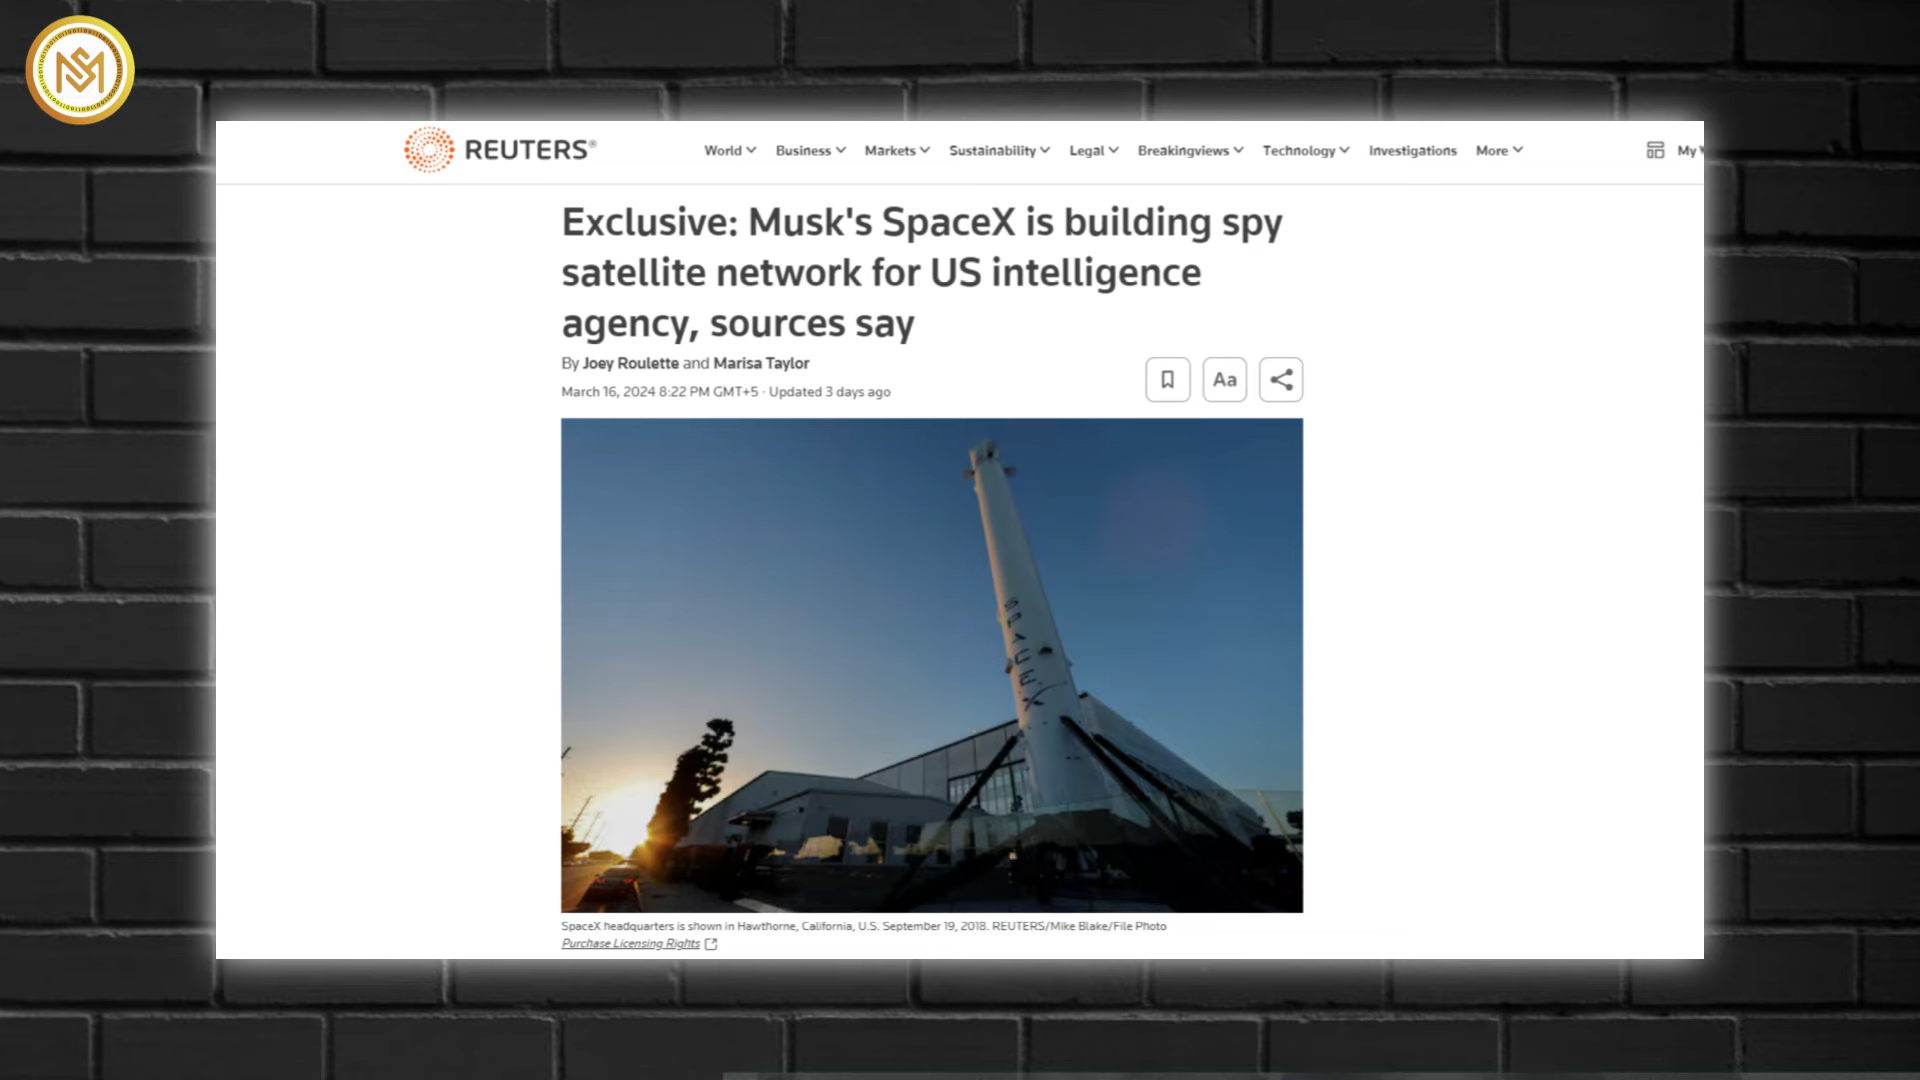 REUTERS®
World Business Markets Sustainability Legal Breakingviews Technology Investigations More My
Exclusive: Musk's SpaceX is building spy
satellite network for US intelligence
agency, sources say
By Joey Roulette and Marisa Taylor
March 16, 2024 8:22 PM GMT+5 · Updated 3 days ago
Aa
SPACEX
SpaceX headquarters is shown in Hawthorne, California, U.S. September 19, 2018. REUTERS/Mike Blake/File Photo
Purchase Licensing Rights